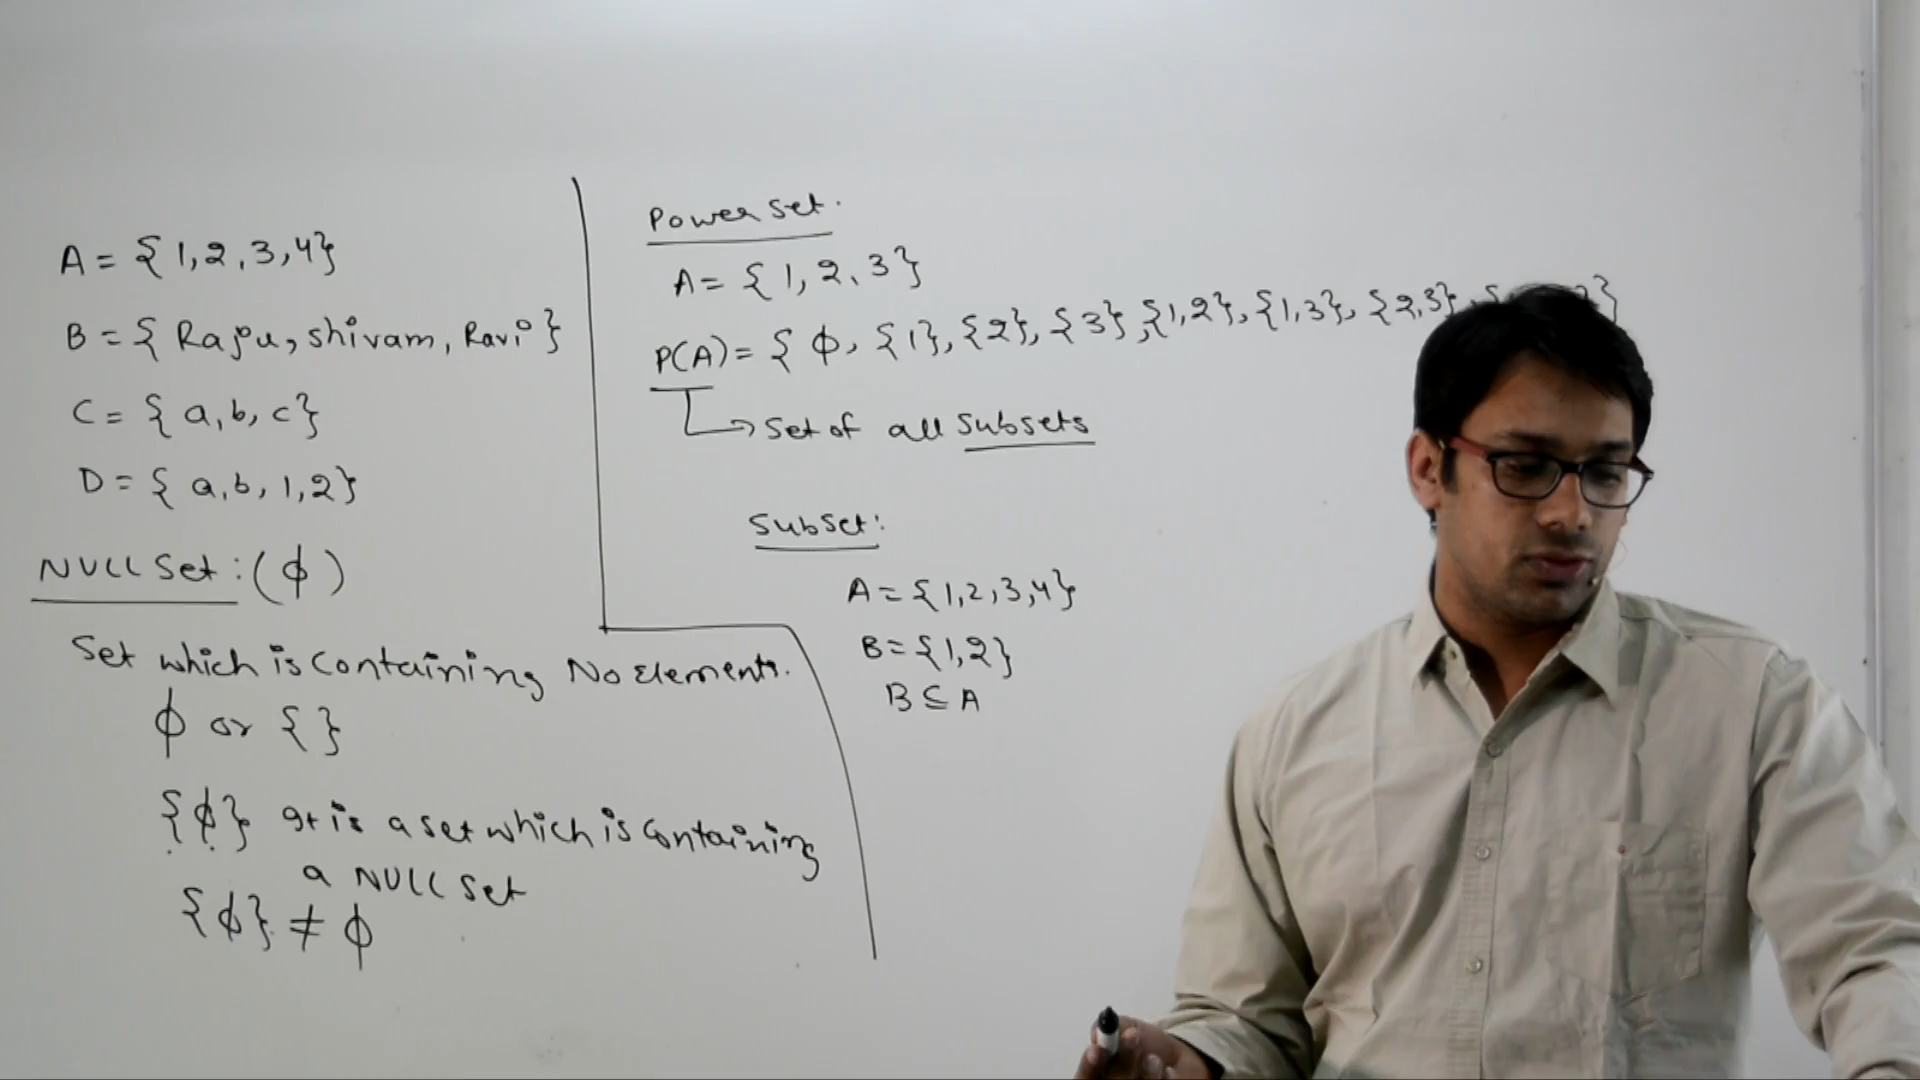 A = {1,2,3,4}
B = {Raju, shivam, Ravi}
C = {a,b,c}
D = {a,b,1,2}
NULL Set : (ϕ)
Set which is containing No Elements.
ϕ or {}
{ϕ} It is a set which is containing
a NULL Set
{ϕ} ≠ ϕ
Power Set.
A = {1,2,3}
P(A) = { ϕ, {1}, {2}, {3}, {1,2}, {1,3}, {2,3}, {
Set of all Subsets
Subset:
A = {1,2,3,4}
B = {1,2}
B ⊆ A